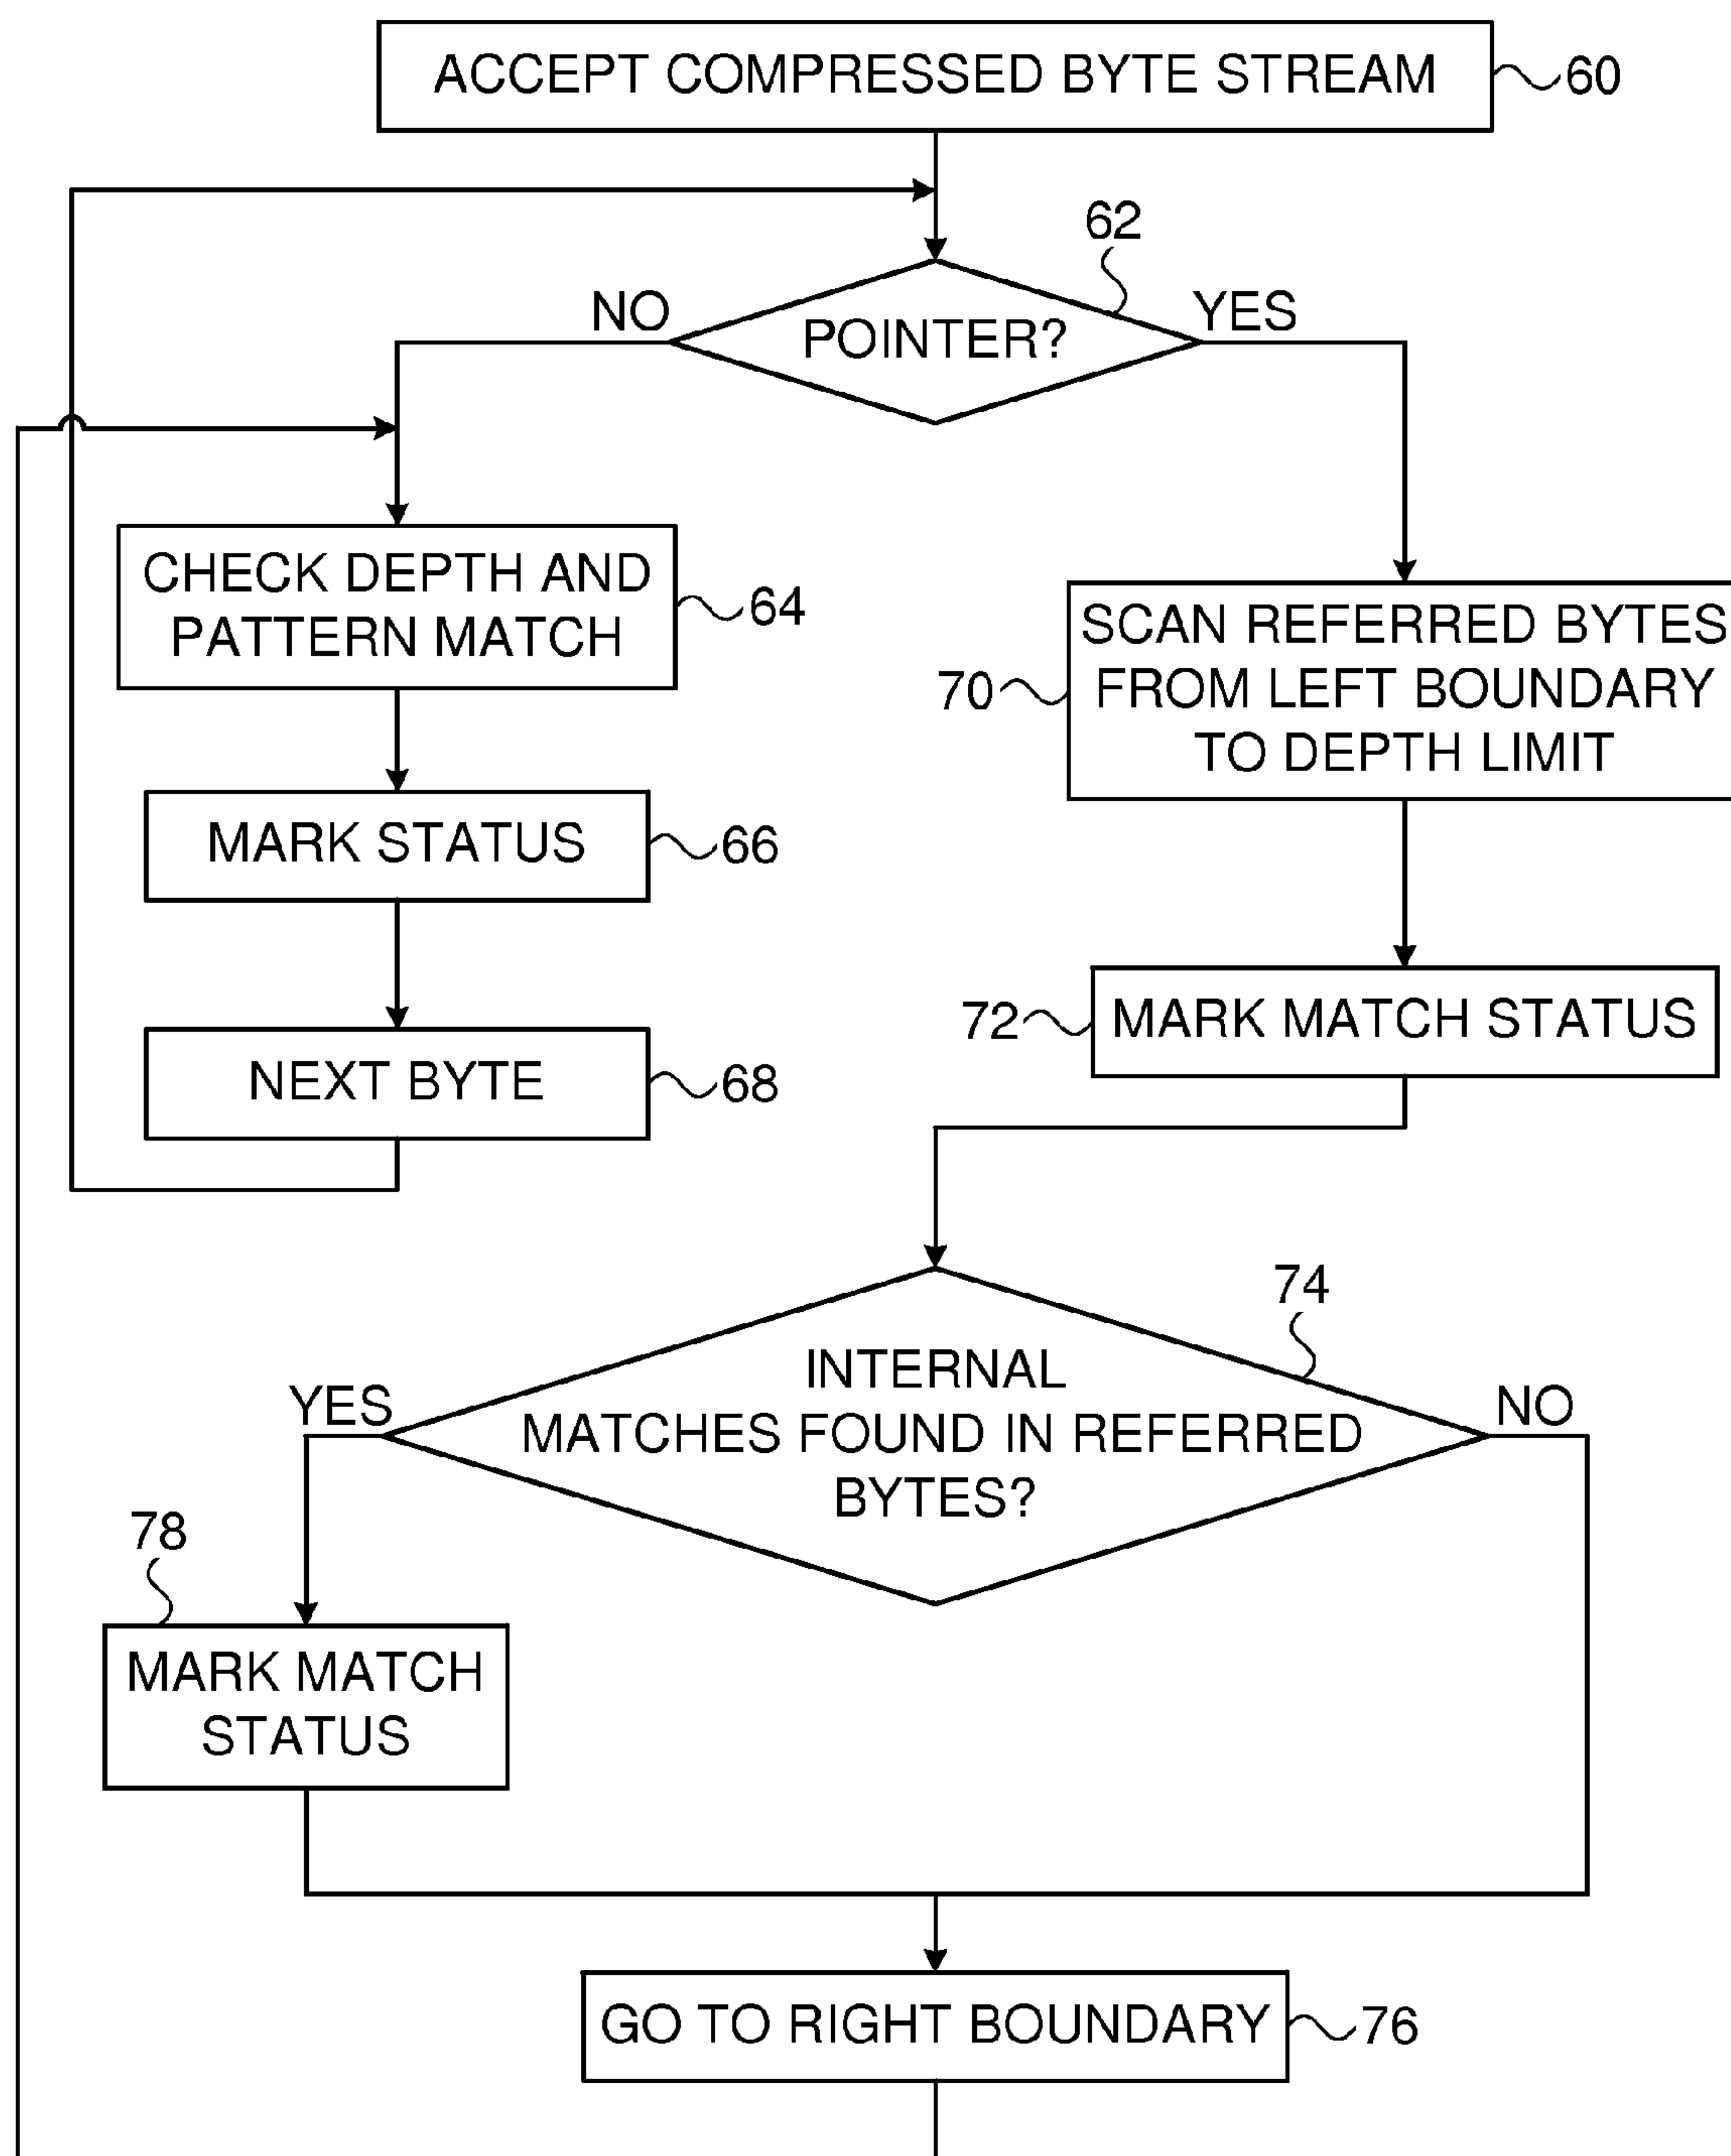 ACCEPT COMPRESSED BYTE STREAM
60
62
NO
YES
POINTER?
CHECK DEPTH AND
PATTERN MATCH
64
SCAN REFERRED BYTES
FROM LEFT BOUNDARY
TO DEPTH LIMIT
70
MARK STATUS
66
72
MARK MATCH STATUS
NEXT BYTE
68
74
INTERNAL
MATCHES FOUND IN REFERRED
BYTES?
YES
NO
78
MARK MATCH
STATUS
GO TO RIGHT BOUNDARY
76